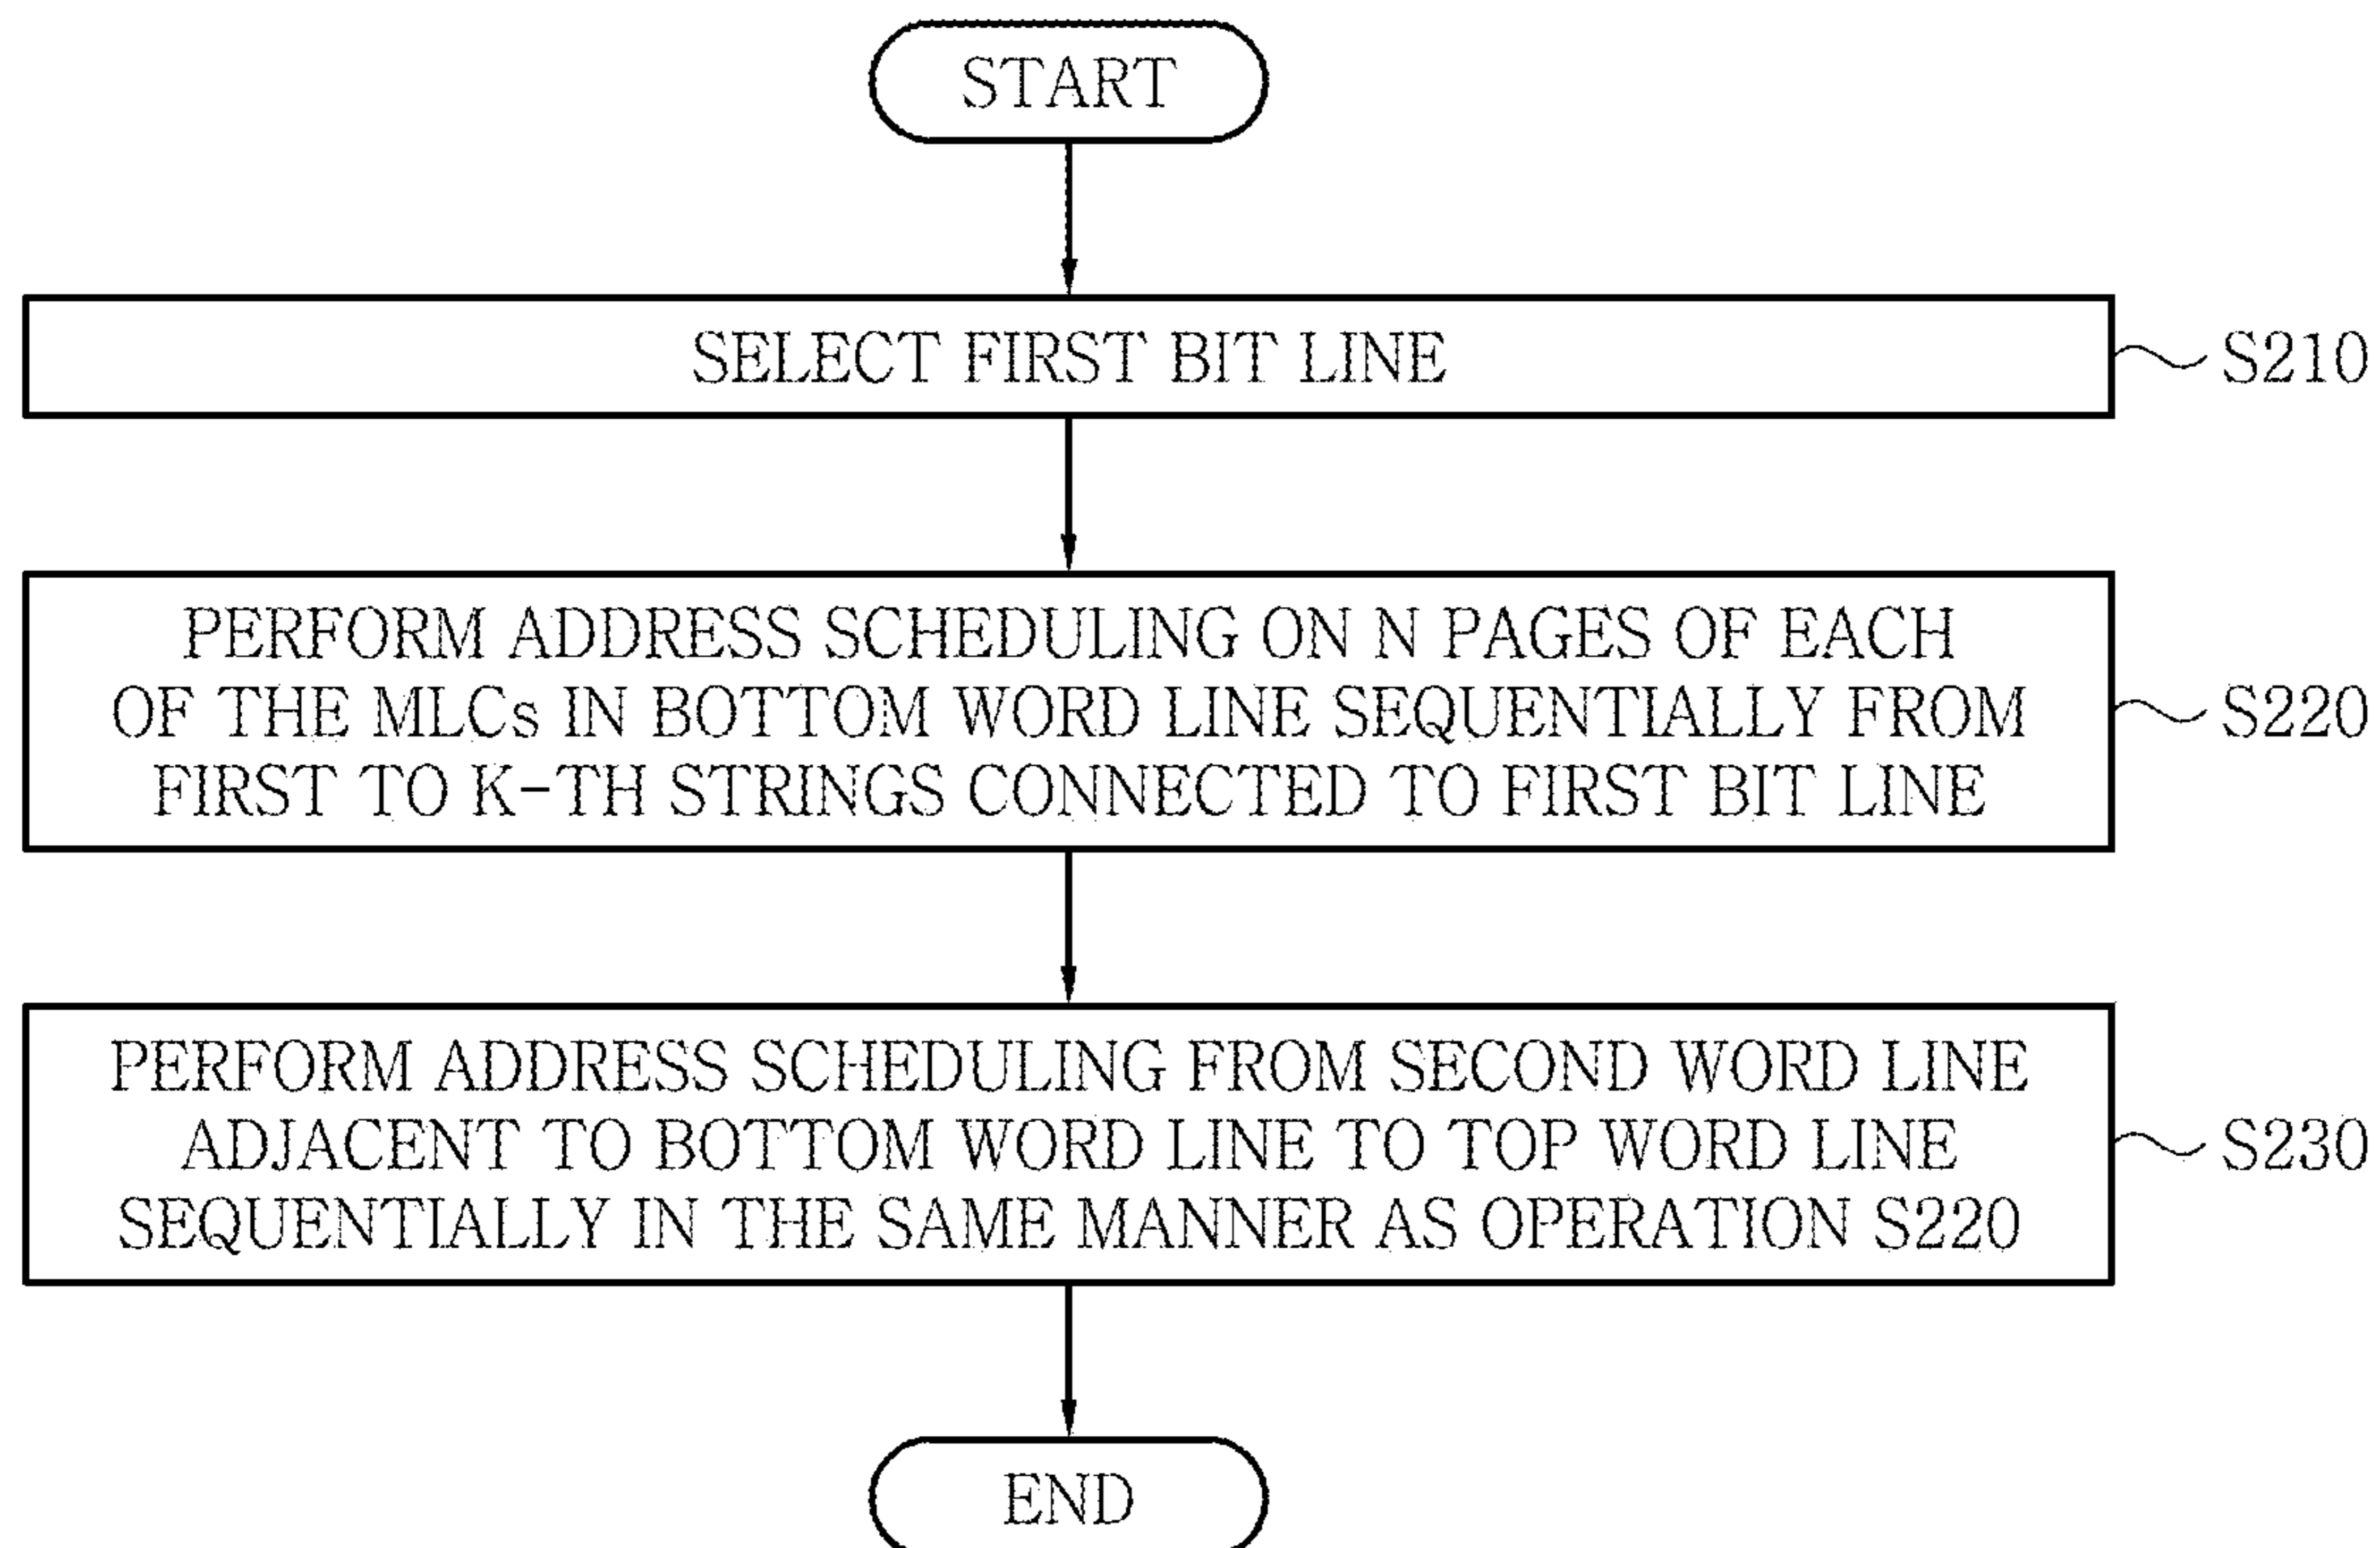 START
SELECT FIRST BIT LINE
S210
PERFORM ADDRESS SCHEDULING ON N PAGES OF EACH
OF THE MLCs IN BOTTOM WORD LINE SEQUENTIALLY FROM
S220
FIRST TO K-TH STRINGS CONNECTED TO FIRST BIT LINE
PERFORM ADDRESS SCHEDULING FROM SECOND WORD LINE
ADJACENT TO BOTTOM WORD LINE TO TOP WORD LINE
S230
SEQUENTIALLY IN THE SAME MANNER AS OPERATION S220
END